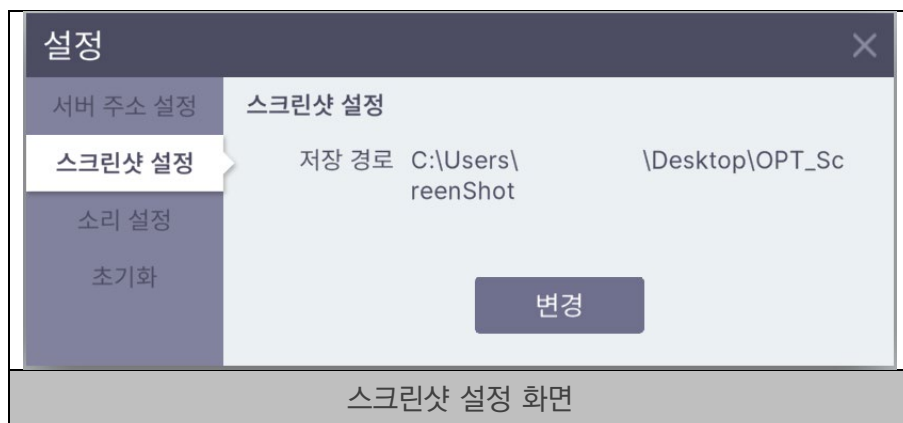 설정
서버 주소 설정
스크린샷 설정
소리 설정
초기화
스크린샷 설정
저장 경로 C:\Users\ \Desktop\OPT_Sc
reenShot
변경
스크린샷 설정 화면